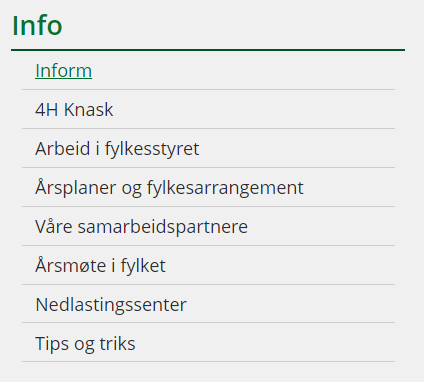 Info
Inform
4H Knask
Arbeid i fylkesstyret
Årsplaner og fylkesarrangement
Våre samarbeidspartnere
Årsmøte i fylket
Nedlastingssenter
Tips og triks